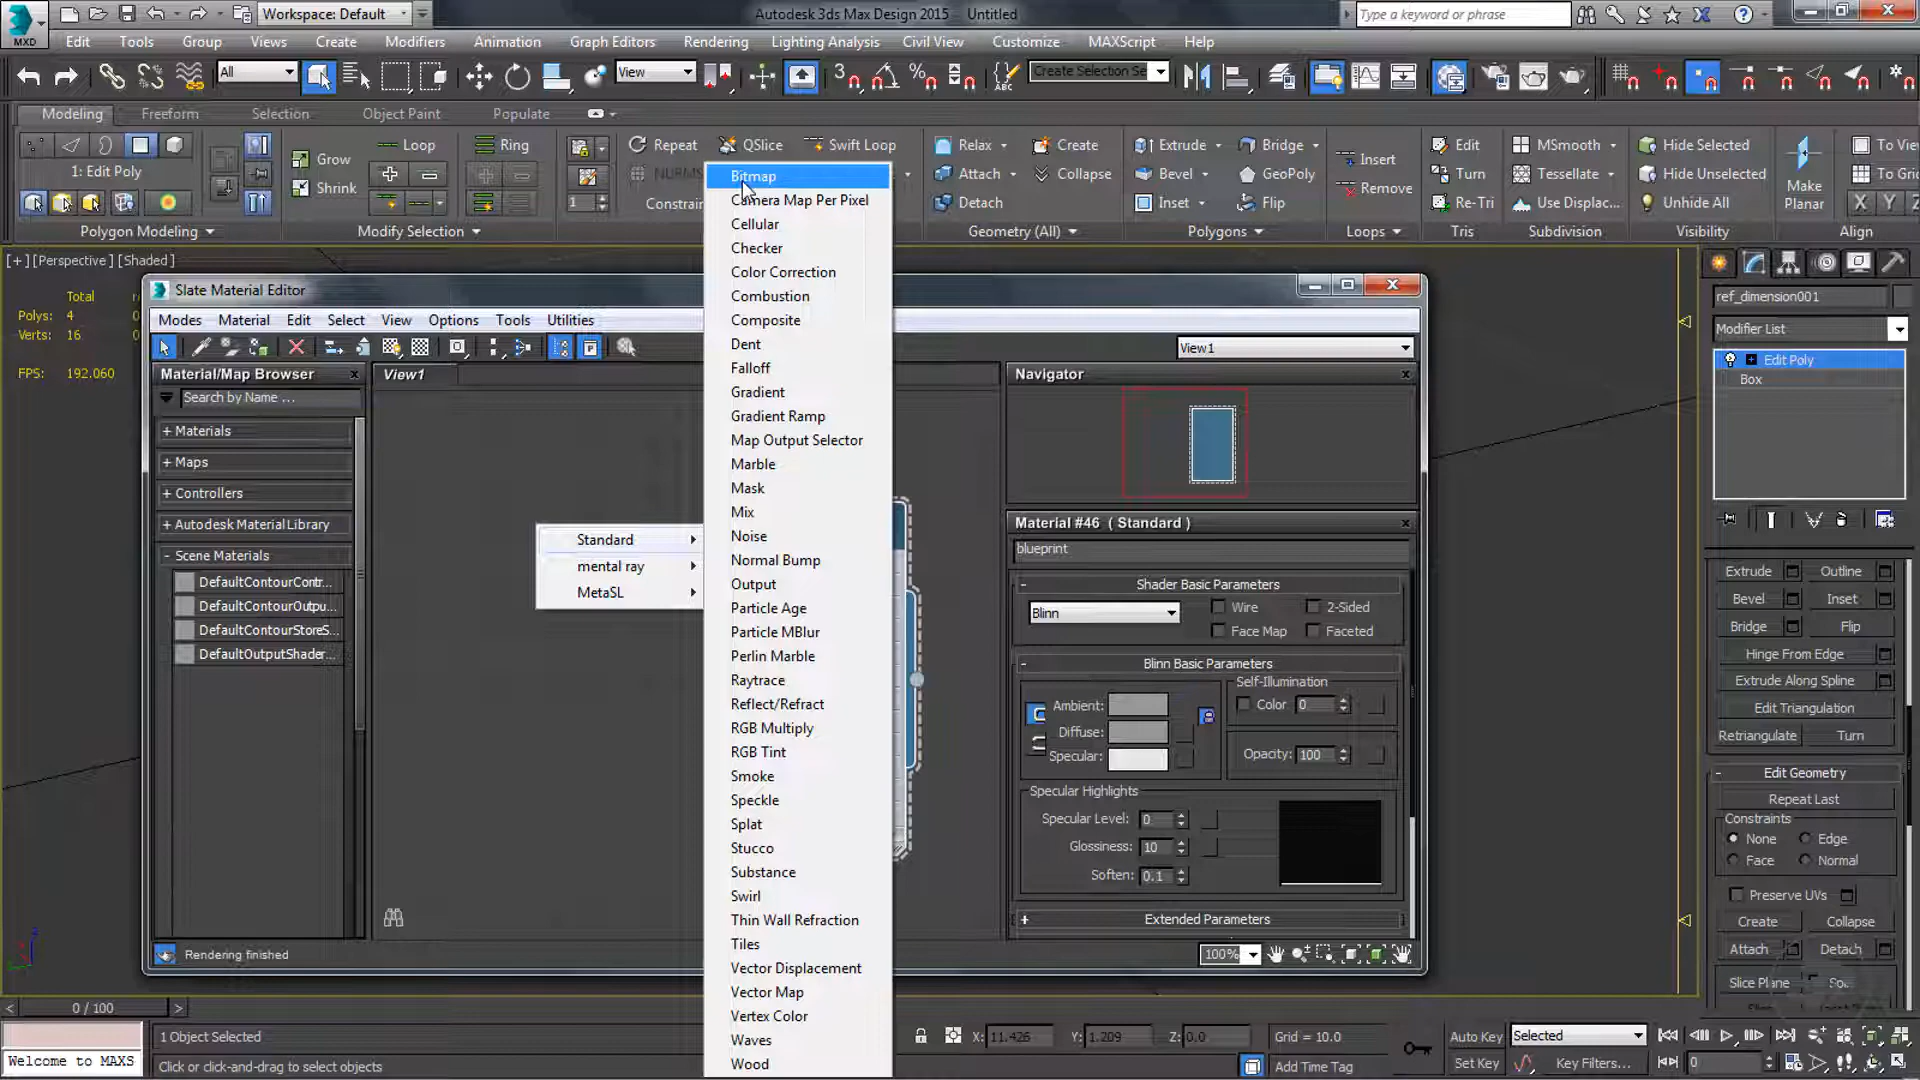 Workspace: Default
Autodesk 3ds Max Design 2015 Untitled
Type a keyword or phrase
MXD
Edit Tools Group Views Create Modifiers Animation Graph Editors Rendering Lighting Analysis Civil View Customize MAXScript Help
All View Create Selection Se
Modeling Freeform Selection Object Paint Populate
Grow Loop Ring Repeat QSlice Swift Loop Relax Create Extrude Bridge Insert Edit MSmooth Hide Selected Make Planar To View
1: Edit Poly Shrink NURMS Attach Collapse Bevel GeoPoly Remove Turn Tessellate Hide Unselected To Grid
1 Constrain Detach Inset Flip Re-Tri Use Displac... Unhide All X Y Z
Polygon Modeling Modify Selection Geometry (All) Polygons Loops Tris Subdivision Visibility Align
[+] [Perspective] [Shaded]
Total
Polys: 4
Verts: 16
FPS: 192.060
Slate Material Editor
Modes Material Edit Select View Options Tools Utilities
View1
Material/Map Browser
Search by Name ...
+ Materials
+ Maps
+ Controllers
+ Autodesk Material Library
- Scene Materials
DefaultContourContr...
DefaultContourOutpu...
DefaultContourStoreS...
DefaultOutputShader...
Rendering finished
View1
Standard
mental ray
MetaSL
Bitmap
Camera Map Per Pixel
Cellular
Checker
Color Correction
Combustion
Composite
Dent
Falloff
Gradient
Gradient Ramp
Map Output Selector
Marble
Mask
Mix
Noise
Normal Bump
Output
Particle Age
Particle MBlur
Perlin Marble
Raytrace
Reflect/Refract
RGB Multiply
RGB Tint
Smoke
Speckle
Splat
Stucco
Substance
Swirl
Thin Wall Refraction
Tiles
Vector Displacement
Vector Map
Vertex Color
Waves
Wood
Navigator
Material #46 ( Standard )
blueprint
- Shader Basic Parameters
Blinn Wire 2-Sided
Face Map Faceted
- Blinn Basic Parameters
Self-Illumination
Ambient: Color 0
Diffuse:
Specular: Opacity: 100
Specular Highlights
Specular Level: 0
Glossiness: 10
Soften: 0.1
+ Extended Parameters
100%
ref_dimension001
Modifier List
Edit Poly
Box
Extrude Outline
Bevel Inset
Bridge Flip
Hinge From Edge
Extrude Along Spline
Edit Triangulation
Retriangulate Turn
- Edit Geometry
Repeat Last
Constraints
None Edge
Face Normal
Preserve UVs
Create Collapse
Attach Detach
Slice Plane
0 / 100
1 Object Selected
X: 11.426 Y: 1.209 Z: 0.0 Grid = 10.0 Auto Key Selected
Welcome to MAXS
Click or click-and-drag to select objects
Add Time Tag Set Key Key Filters... 0